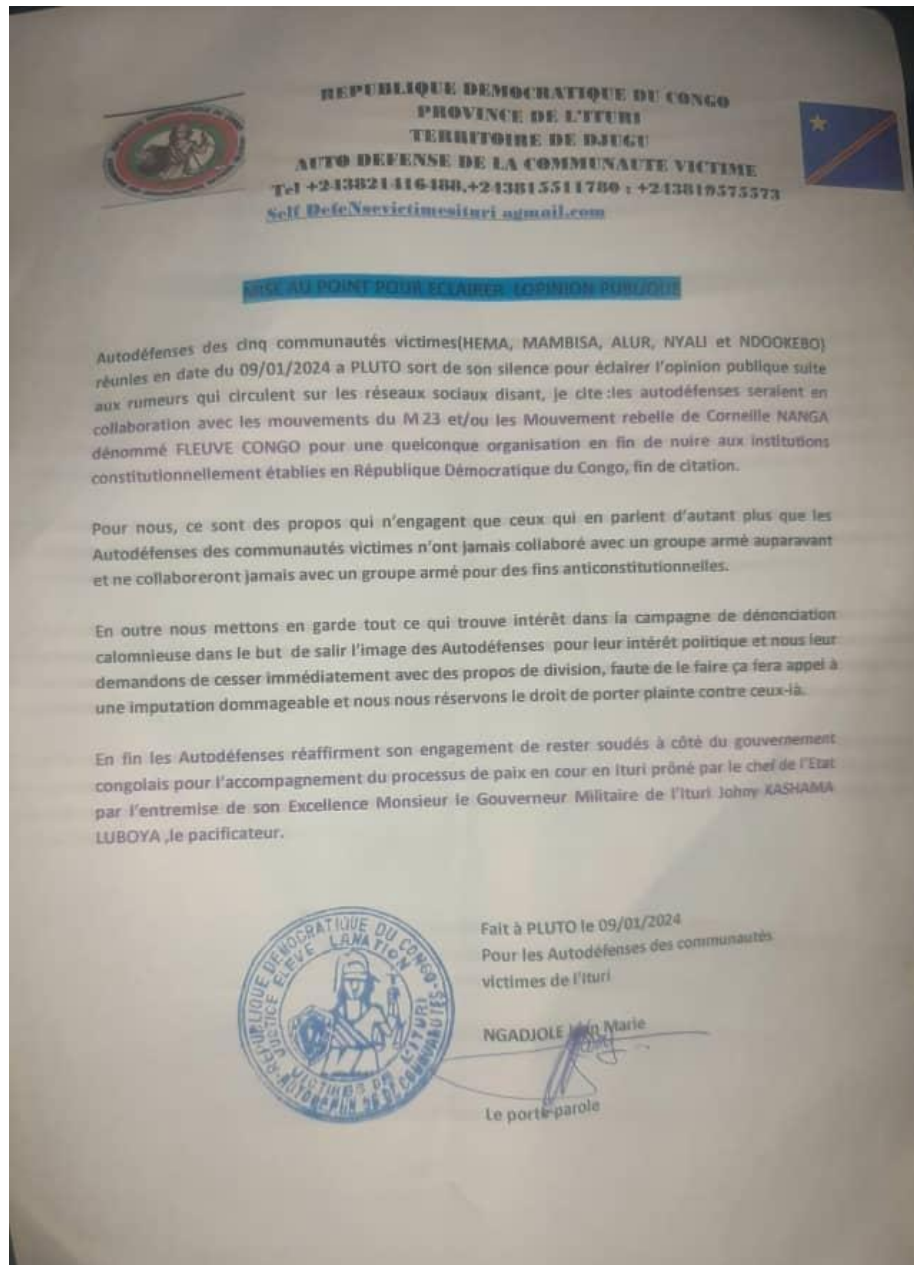 REPUBLIQUE DEMOCRATIQUE DU CONGO
PROVINCE DE L'ITURI
TERRITOIRE DE DJUGU
AUTO DEFENSE DE LA COMMUNAUTE VICTIME
Tel +243821416488,+243815511780 : +243819575573
Self DefeNsevictimesituri agmail.com
MISE AU POINT POUR ECLAIRER LOPINION PUBLIQUE
Autodéfenses des cinq communautés victimes(HEMA, MAMBISA, ALUR, NYALI et NDOOKEBO)
réunies en date du 09/01/2024 a PLUTO sort de son silence pour éclairer l'opinion publique suite
aux rumeurs qui circulent sur les réseaux sociaux disant, je cite :les autodéfenses seraient en
collaboration avec les mouvements du M 23 et/ou les Mouvement rebelle de Corneille NANGA
dénommé FLEUVE CONGO pour une quelconque organisation en fin de nuire aux institutions
constitutionnellement établies en République Démocratique du Congo, fin de citation.
Pour nous, ce sont des propos qui n'engagent que ceux qui en parlent d'autant plus que les
Autodéfenses des communautés victimes n'ont jamais collaboré avec un groupe armé auparavant
et ne collaboreront jamais avec un groupe armé pour des fins anticonstitutionnelles.
En outre nous mettons en garde tout ce qui trouve intérêt dans la campagne de dénonciation
calomnieuse dans le but de salir l'image des Autodéfenses pour leur intérêt politique et nous leur
demandons de cesser immédiatement avec des propos de division, faute de le faire ça fera appel à
une imputation dommageable et nous nous réservons le droit de porter plainte contre ceux-là.
En fin les Autodéfenses réaffirment son engagement de rester soudés à côté du gouvernement
congolais pour l'accompagnement du processus de paix en cour en Ituri prôné par le chef de l'Etat
par l'entremise de son Excellence Monsieur le Gouverneur Militaire de l'Ituri Johny KASHAMA
LUBOYA ,le pacificateur.
Fait à PLUTO le 09/01/2024
Pour les Autodéfenses des communautés
victimes de l'Ituri
NGADJOLE Marie
Le porte-parole
REPUPLIQUE DEMOCRATIQUE DU CONGO
JUSTICE ELEVE LANATION
VICTIMES DE L'ITURI